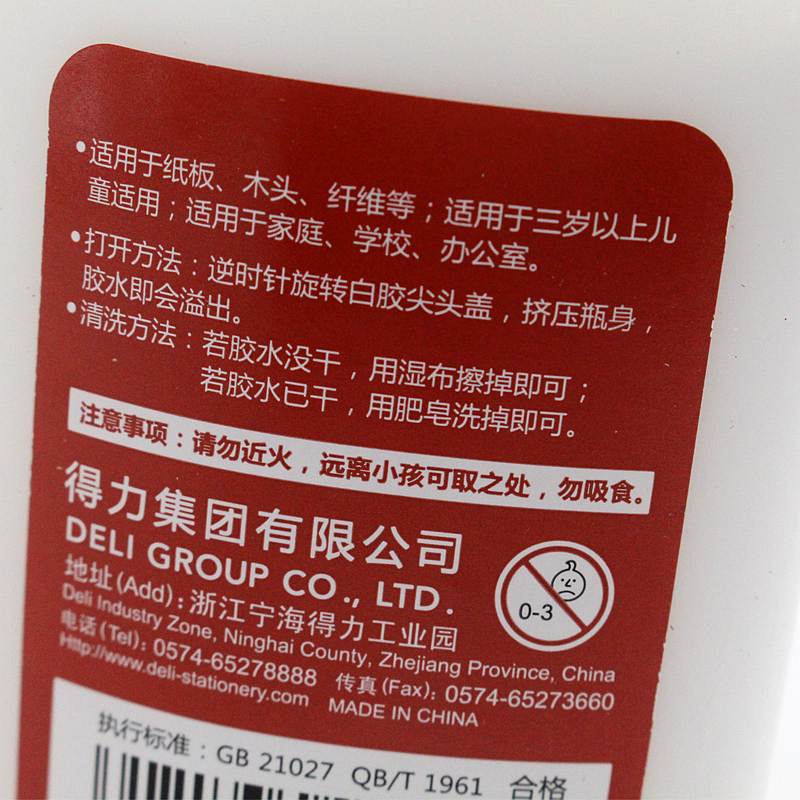 •适用于纸板、木头、纤维等；适用于三岁以上儿
童适用；适用于家庭、学校、办公室。
•打开方法：逆时针旋转白胶尖头盖，挤压瓶身，
胶水即会溢出。
•清洗方法：若胶水没干，用湿布擦掉即可；
若胶水已干，用肥皂洗掉即可。
注意事项：请勿近火，远离小孩可取之处，勿吸食。
得力集团有限公司
DELI GROUP CO., LTD.
0-3
地址(Add)：浙江宁海得力工业园
Deli Industry Zone, Ninghai County, Zhejiang Province, China
电话(Tel)：0574-65278888 传真(Fax)：0574-65273660
Http://www.deli-stationery.com MADE IN CHINA
执行标准：GB 21027 QB/T 1961 合格